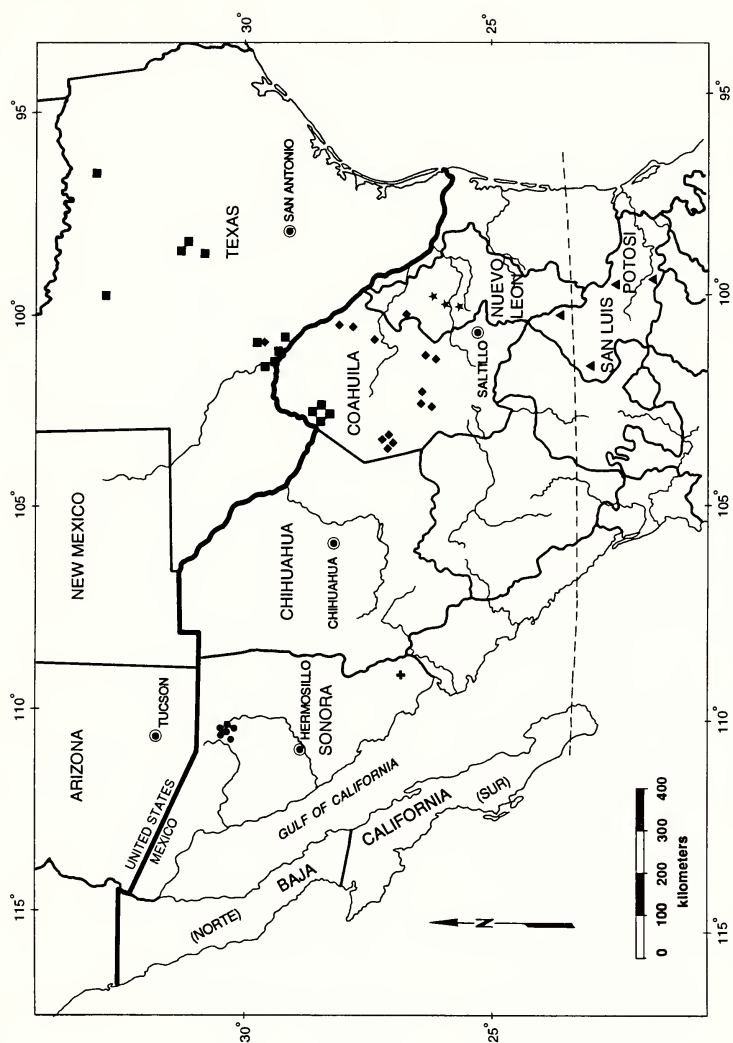 115°
110°
105°
100°
95°
ARIZONA
NEW MEXICO
TUCSON
UNITED STATES
MEXICO
TEXAS
SAN ANTONIO
30°
30°
HERMOSILLO
SONORA
CHIHUAHUA
CHIHUAHUA
COAHUILA
(NORTE)
BAJA
GULF OF CALIFORNIA
CALIFORNIA
(SUR)
SALTILLO
NUEVO
LEON
25°
25°
SAN LUIS
POTOSI
N
0 100 200 300 400
kilometers
115°
110°
105°
100°
95°